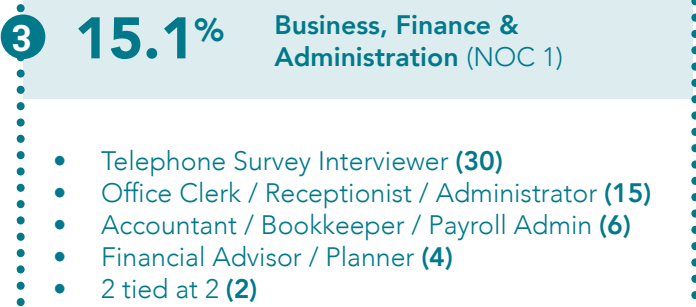 3 15.1% Business, Finance &
Administration (NOC 1)
• Telephone Survey Interviewer (30)
• Office Clerk / Receptionist / Administrator (15)
• Accountant / Bookkeeper / Payroll Admin (6)
• Financial Advisor / Planner (4)
• 2 tied at 2 (2)